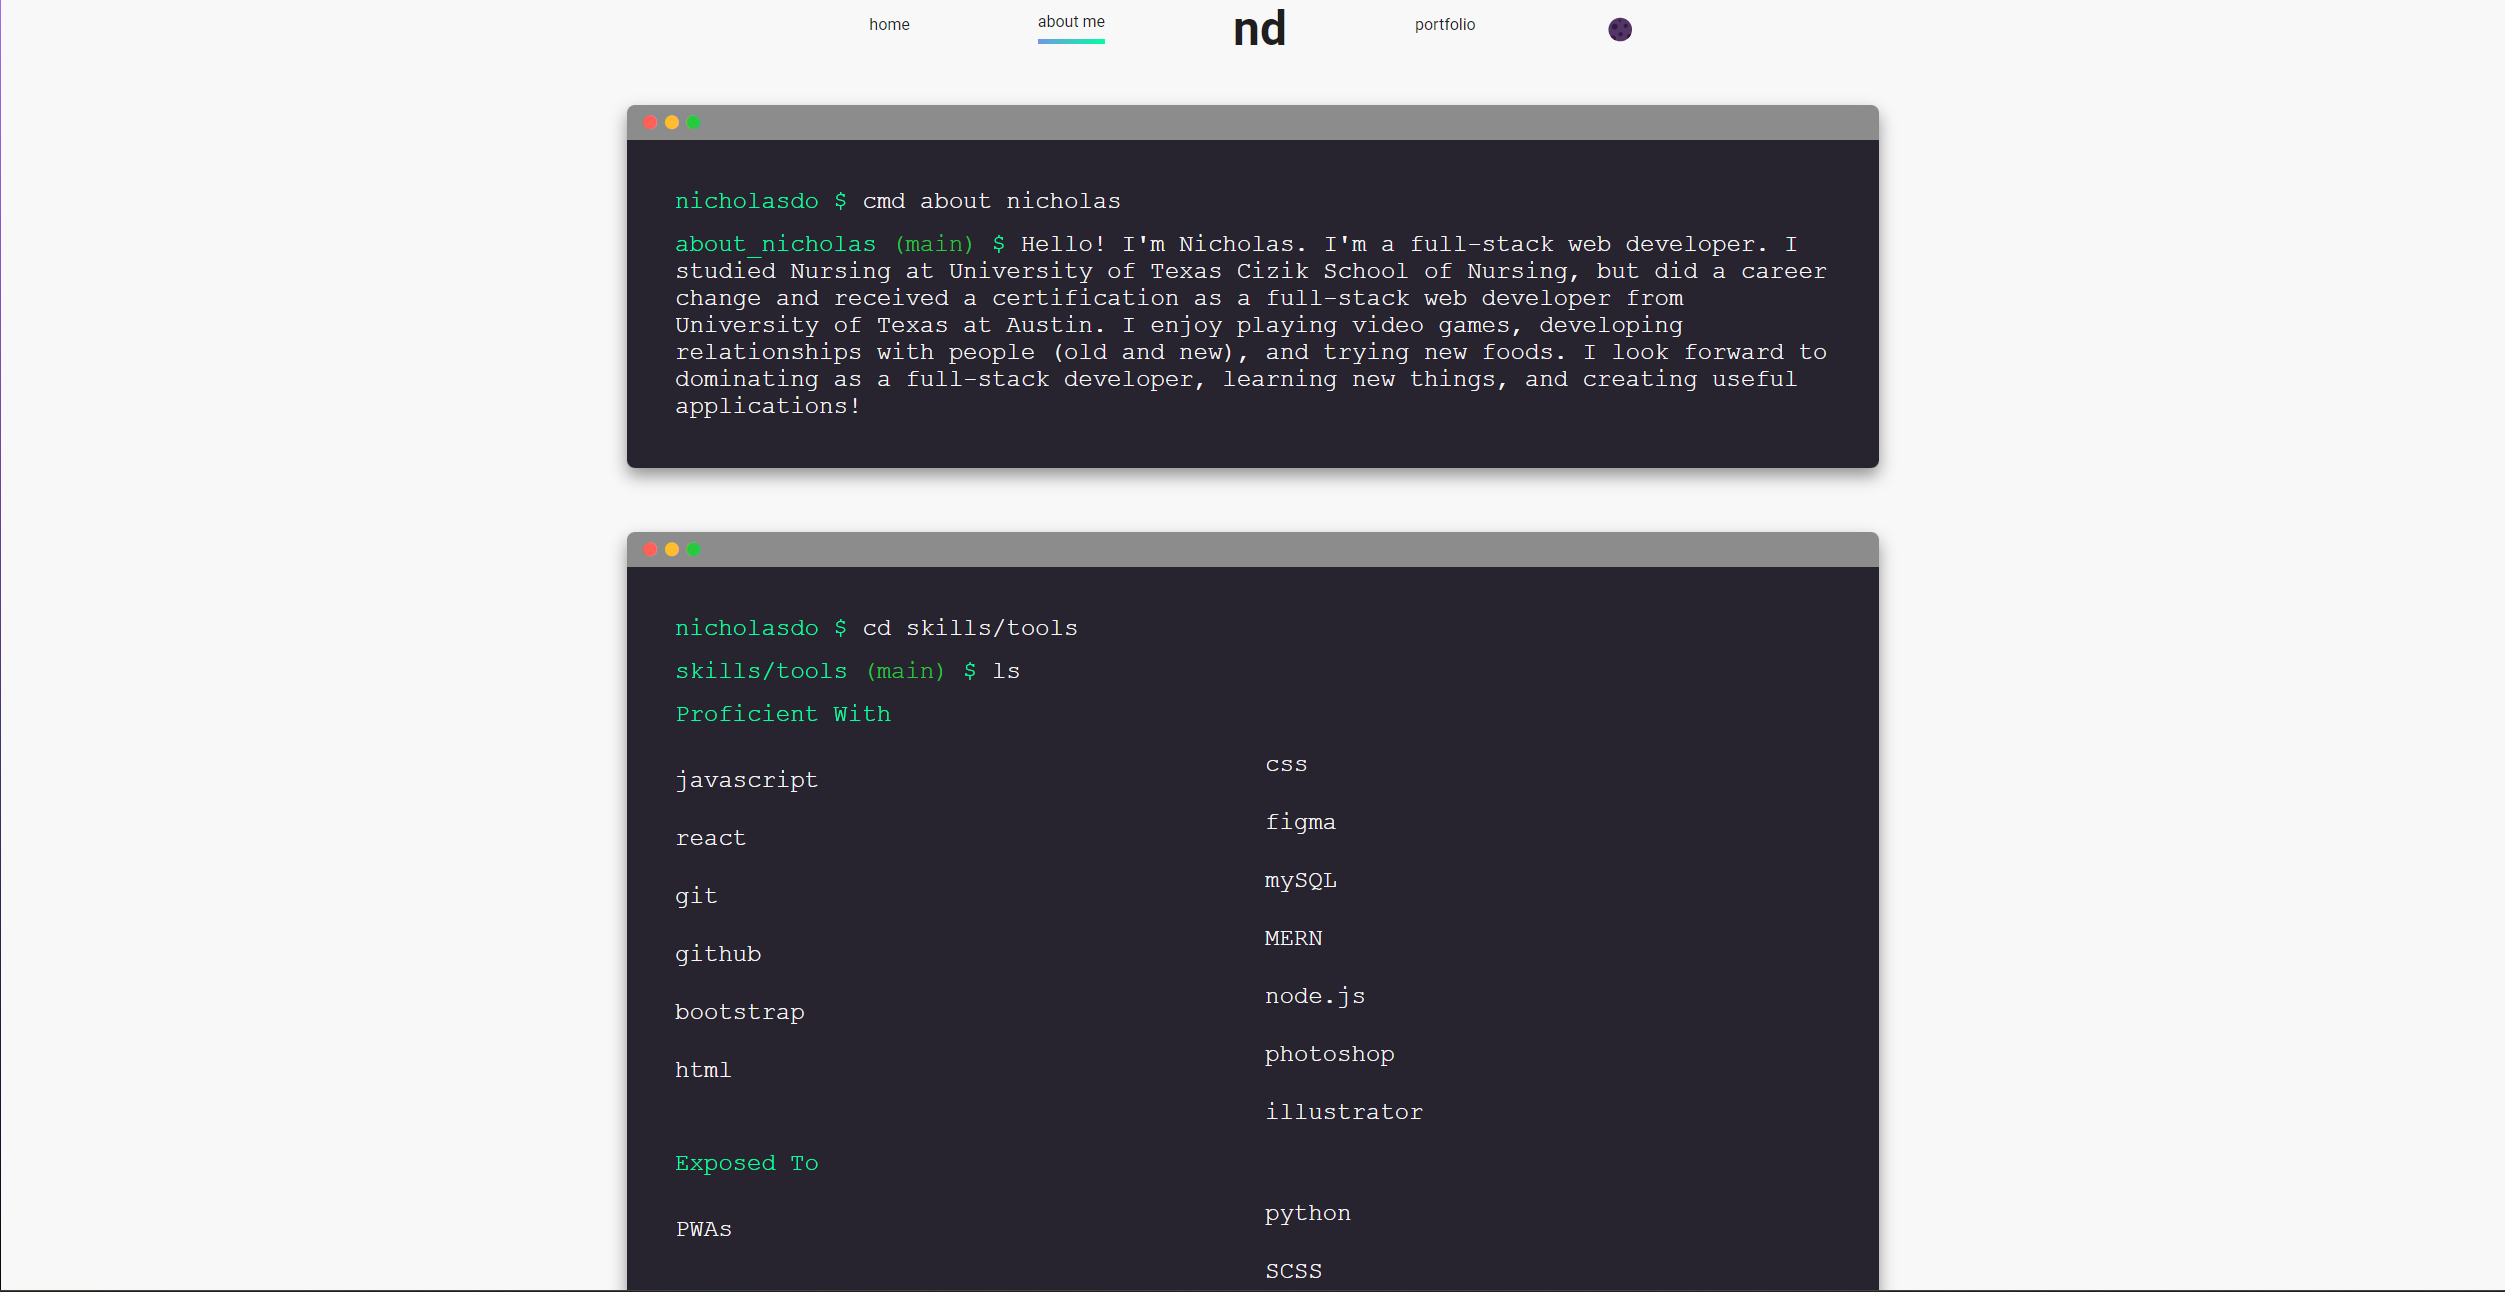 home
about me
nd
portfolio
nicholasdo $ cmd about nicholas
about_nicholas (main) $ Hello! I'm Nicholas. I'm a full-stack web developer. I
studied Nursing at University of Texas Cizik School of Nursing, but did a career
change and received a certification as a full-stack web developer from
University of Texas at Austin. I enjoy playing video games, developing
relationships with people (old and new), and trying new foods. I look forward to
dominating as a full-stack developer, learning new things, and creating useful
applications!
nicholasdo $ cd skills/tools
skills/tools (main) $ ls
Proficient With
javascript
react
git
github
bootstrap
html
css
figma
mySQL
MERN
node.js
photoshop
illustrator
Exposed To
PWAs
python
SCSS